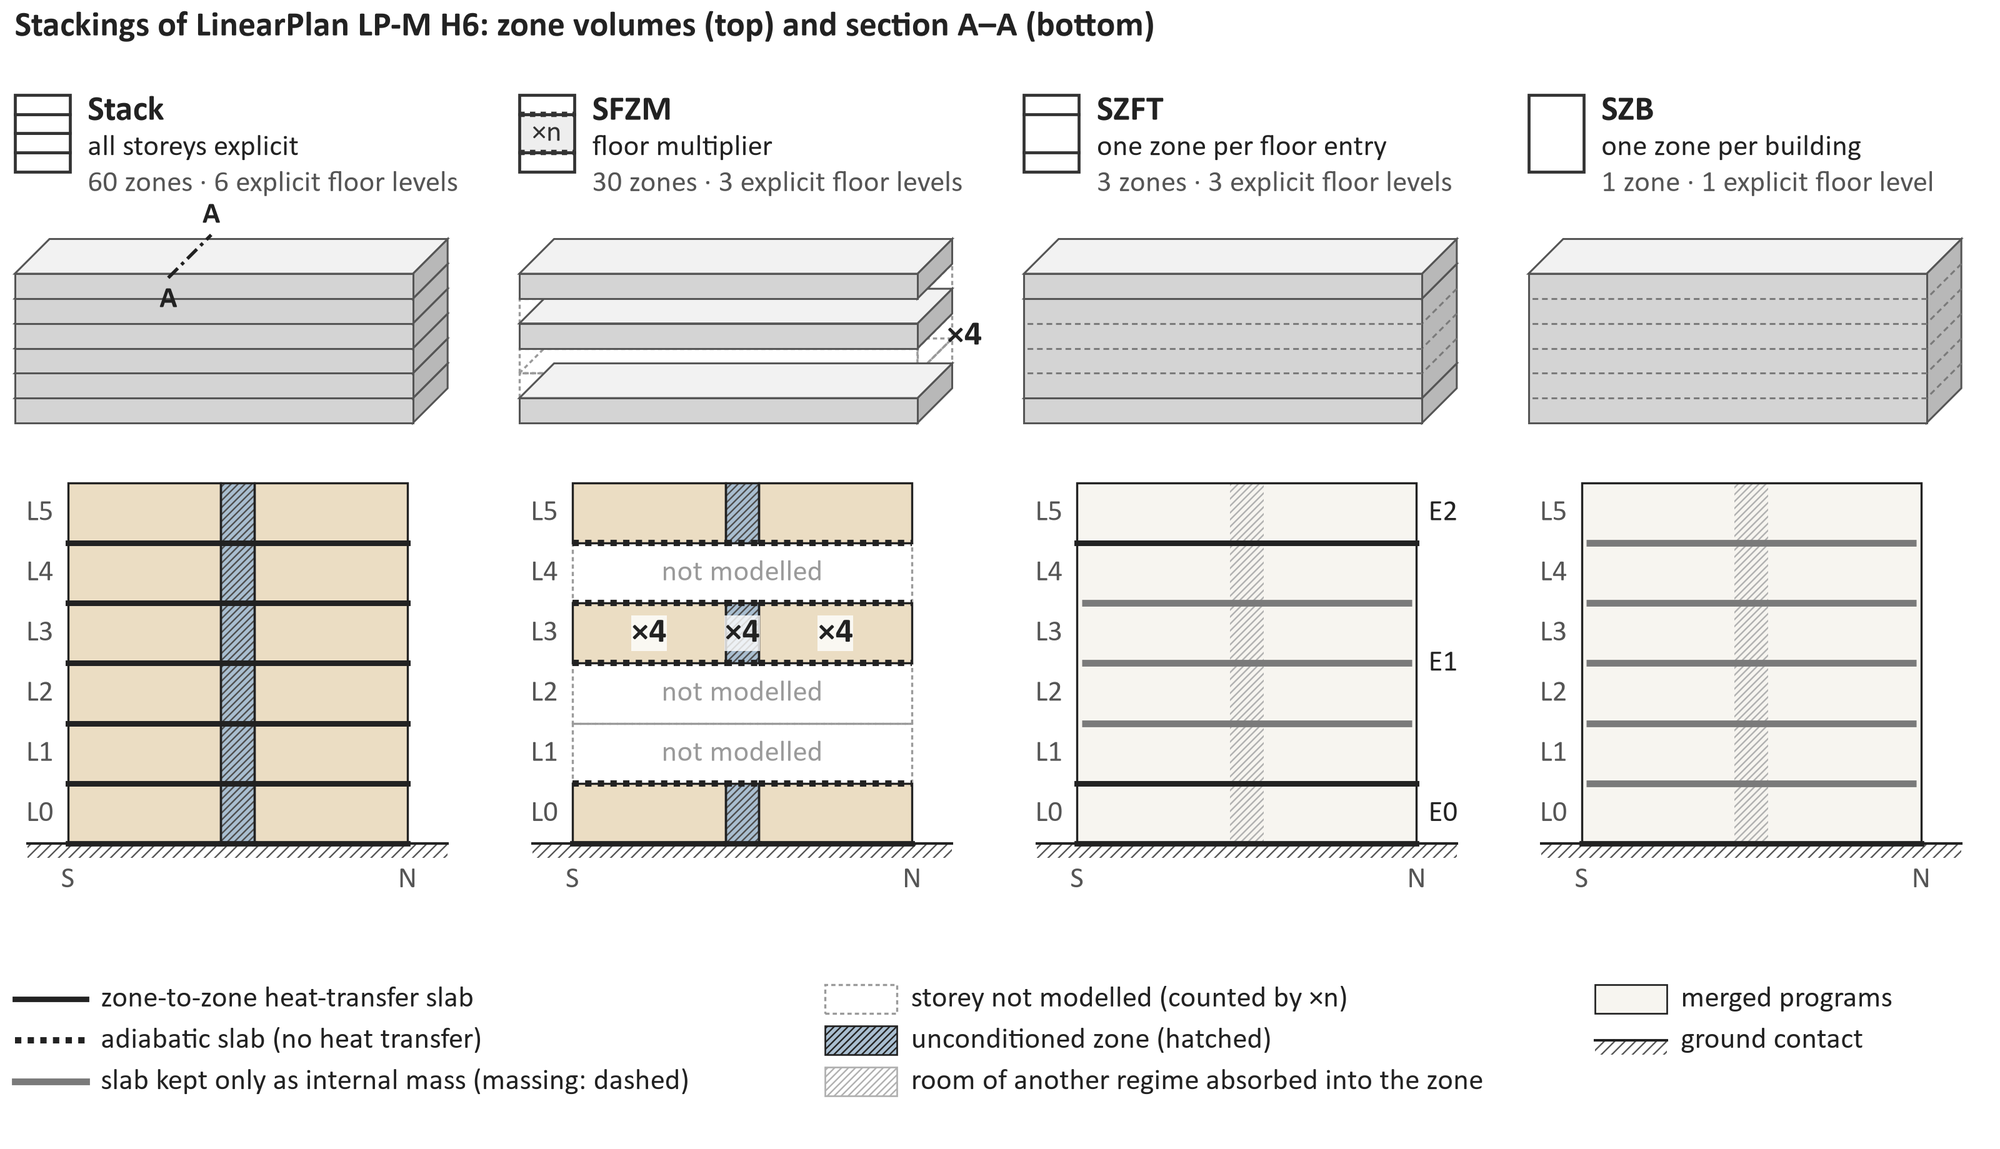 Stackings of LinearPlan LP-M H6: zone volumes (top) and section A–A (bottom)
Stack
all storeys explicit
60 zones · 6 explicit floor levels
×n
SFZM
floor multiplier
30 zones · 3 explicit floor levels
SZFT
one zone per floor entry
3 zones · 3 explicit floor levels
SZB
one zone per building
1 zone · 1 explicit floor level
A
A
×4
L5
L4
L3
L2
L1
L0
S N
L5
L4 not modelled
L3 ×4 ×4 ×4
L2 not modelled
L1 not modelled
L0
S N
L5 E2
L4
L3
E1
L2
L1
L0 E0
S N
L5
L4
L3
L2
L1
L0
S N
zone-to-zone heat-transfer slab
adiabatic slab (no heat transfer)
slab kept only as internal mass (massing: dashed)
storey not modelled (counted by ×n)
unconditioned zone (hatched)
room of another regime absorbed into the zone
merged programs
ground contact